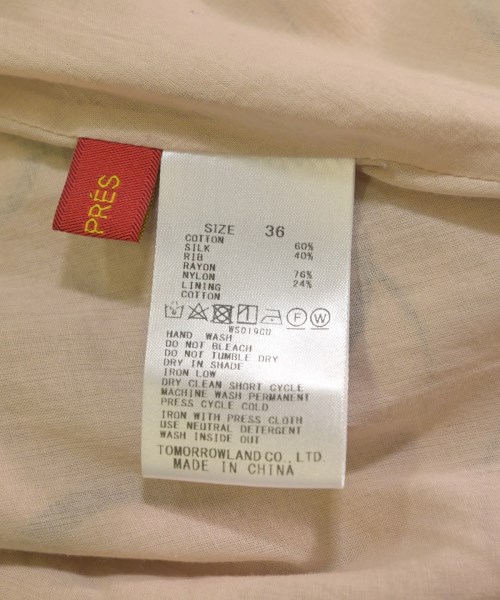 PRÈS
SIZE 36
COTTON 60%
SILK 40%
RIB
RAYON 76%
NYLON 24%
LINING
COTTON
F W
WS019CU
HAND WASH
DO NOT BLEACH
DO NOT TUMBLE DRY
DRY IN SHADE
IRON LOW
DRY CLEAN SHORT CYCLE
MACHINE WASH PERMANENT
PRESS CYCLE COLD
IRON WITH PRESS CLOTH
USE NEUTRAL DETERGENT
WASH INSIDE OUT
TOMORROWLAND CO., LTD
MADE IN CHINA